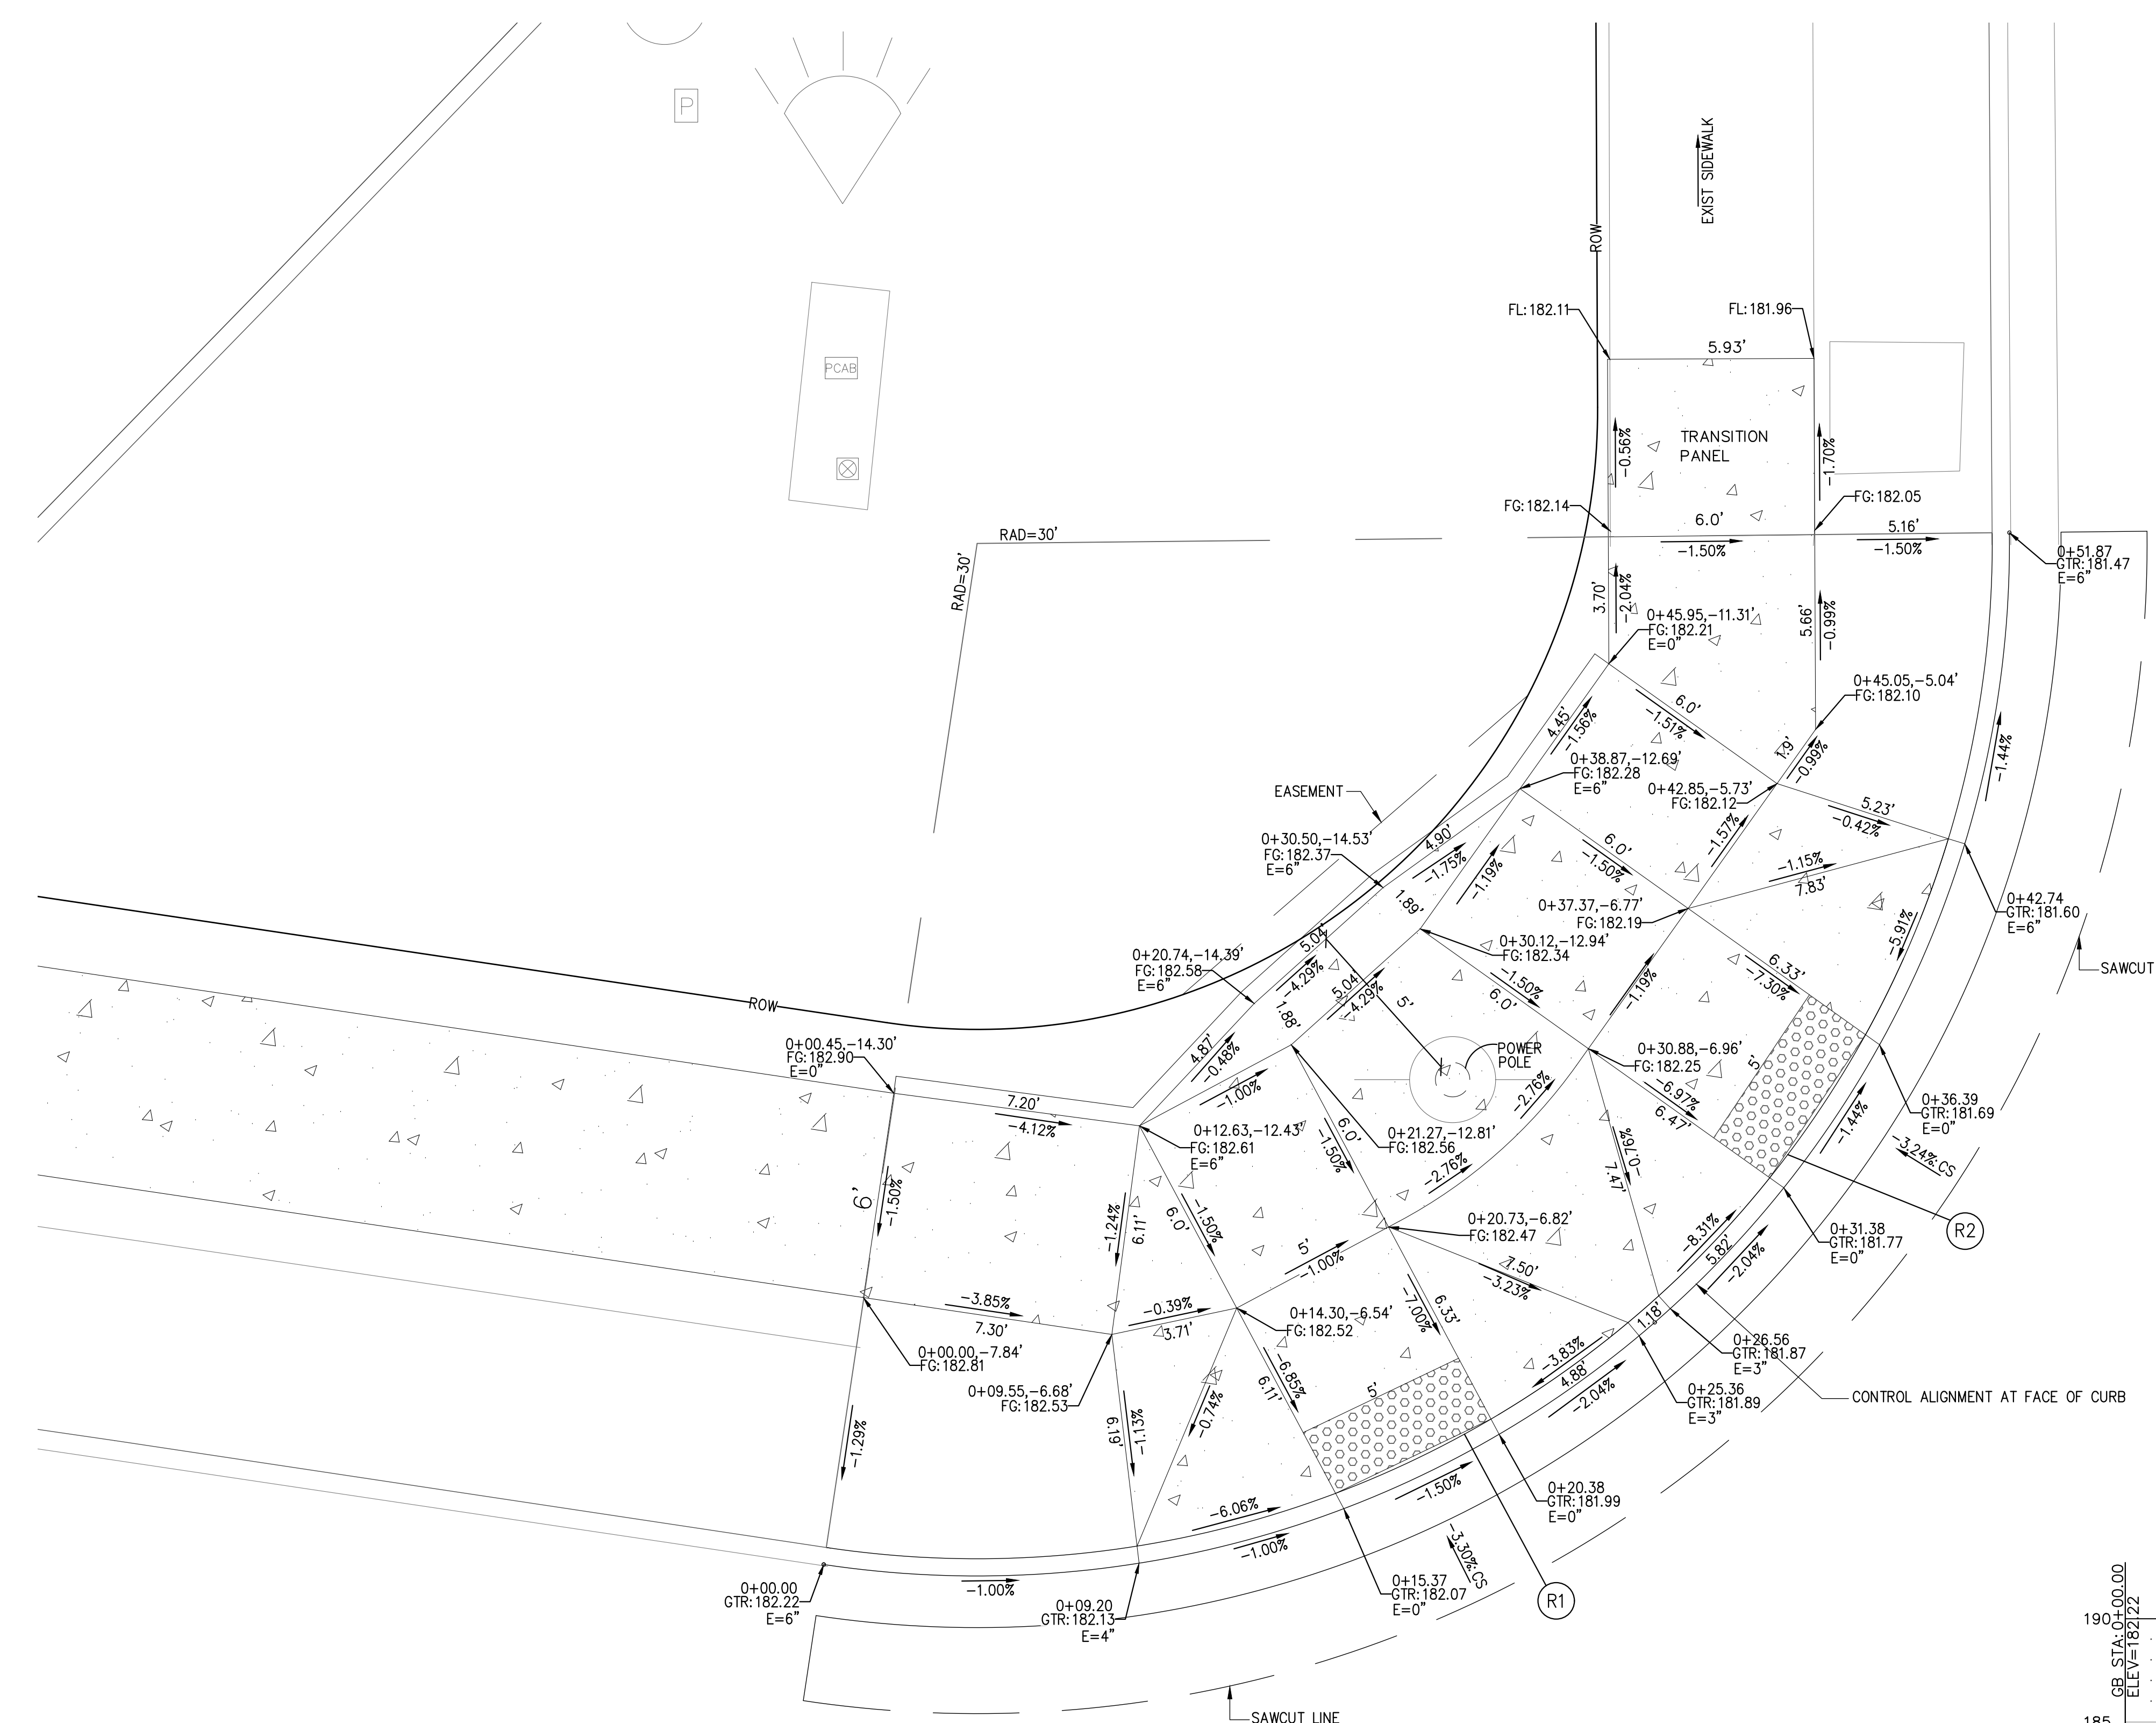 P
EXIST SIDEWALK
ROW
FL:182.11
FL:181.96
5.93'
PCAB
TRANSITION
PANEL
-0.56%
-1.70%
FG:182.14
FG:182.05
6.0'
5.16'
-1.50%
-1.50%
RAD=30'
RAD=30'
0+51.87
GTR:181.47
E=6"
3.70'
-2.04%
0+45.95,-11.31'
FG:182.21
E=0"
5.66'
-0.99%
0+45.05,-5.04'
FG:182.10
6.0'
-1.51%
4.45'
-1.56%
1.9'
-0.99%
-1.44%
0+38.87,-12.69'
FG:182.28
E=6"
EASEMENT
0+42.85,-5.73'
FG:182.12
5.23'
-0.42%
0+30.50,-14.53'
FG:182.37
E=6"
4.90'
-1.75%
6.0'
-1.50%
-1.57%
-1.15%
7.83'
-1.19%
1.89'
0+37.37,-6.77'
FG:182.19
0+42.74
GTR:181.60
E=6"
-5.91%
0+30.12,-12.94'
FG:182.34
0+20.74,-14.39'
FG:182.58
E=6"
5.04'
-4.29%
5.04'
-4.29%
-1.50%
6.0'
6.33'
-7.30%
SAWCUT
-1.19%
ROW
5'
1.88'
0+00.45,-14.30'
FG:182.90
E=0"
4.87'
-0.48%
POWER
POLE
0+30.88,-6.96'
FG:182.25
5'
-1.00%
-2.76%
-6.97%
6.47'
0+36.39
GTR:181.69
E=0"
7.20'
-4.12%
0+12.63,-12.43'
FG:182.61
E=6"
6.0'
-1.50%
0+21.27,-12.81'
FG:182.56
-1.44%
-3.24%:CS
-0.76%
7.47'
6'
-1.50%
-1.24%
6.11'
6.0'
-1.50%
-2.76%
0+20.73,-6.82'
FG:182.47
-8.31%
5.82'
-2.04%
0+31.38
GTR:181.77
E=0"
R2
5'
-1.00%
7.50'
-3.23%
-3.85%
7.30'
-0.39%
3.71'
0+14.30,-6.54'
FG:182.52
6.33'
-7.00%
1.18'
0+26.56
GTR:181.87
E=3"
0+00.00,-7.84'
FG:182.81
0+09.55,-6.68'
FG:182.53
-6.85%
6.11'
-3.83%
4.88'
-2.04%
0+25.36
GTR:181.89
E=3"
CONTROL ALIGNMENT AT FACE OF CURB
5'
-0.74%
-1.29%
6.19'
-1.13%
-6.06%
-1.00%
-1.50%
0+20.38
GTR:181.99
E=0"
-3.30%:CS
0+00.00
GTR:182.22
E=6"
-1.00%
0+09.20
GTR:182.13
E=4"
0+15.37
GTR:182.07
E=0"
R1
SAWCUT LINE
GB STA:0+00.00
ELEV=182.22
190
185